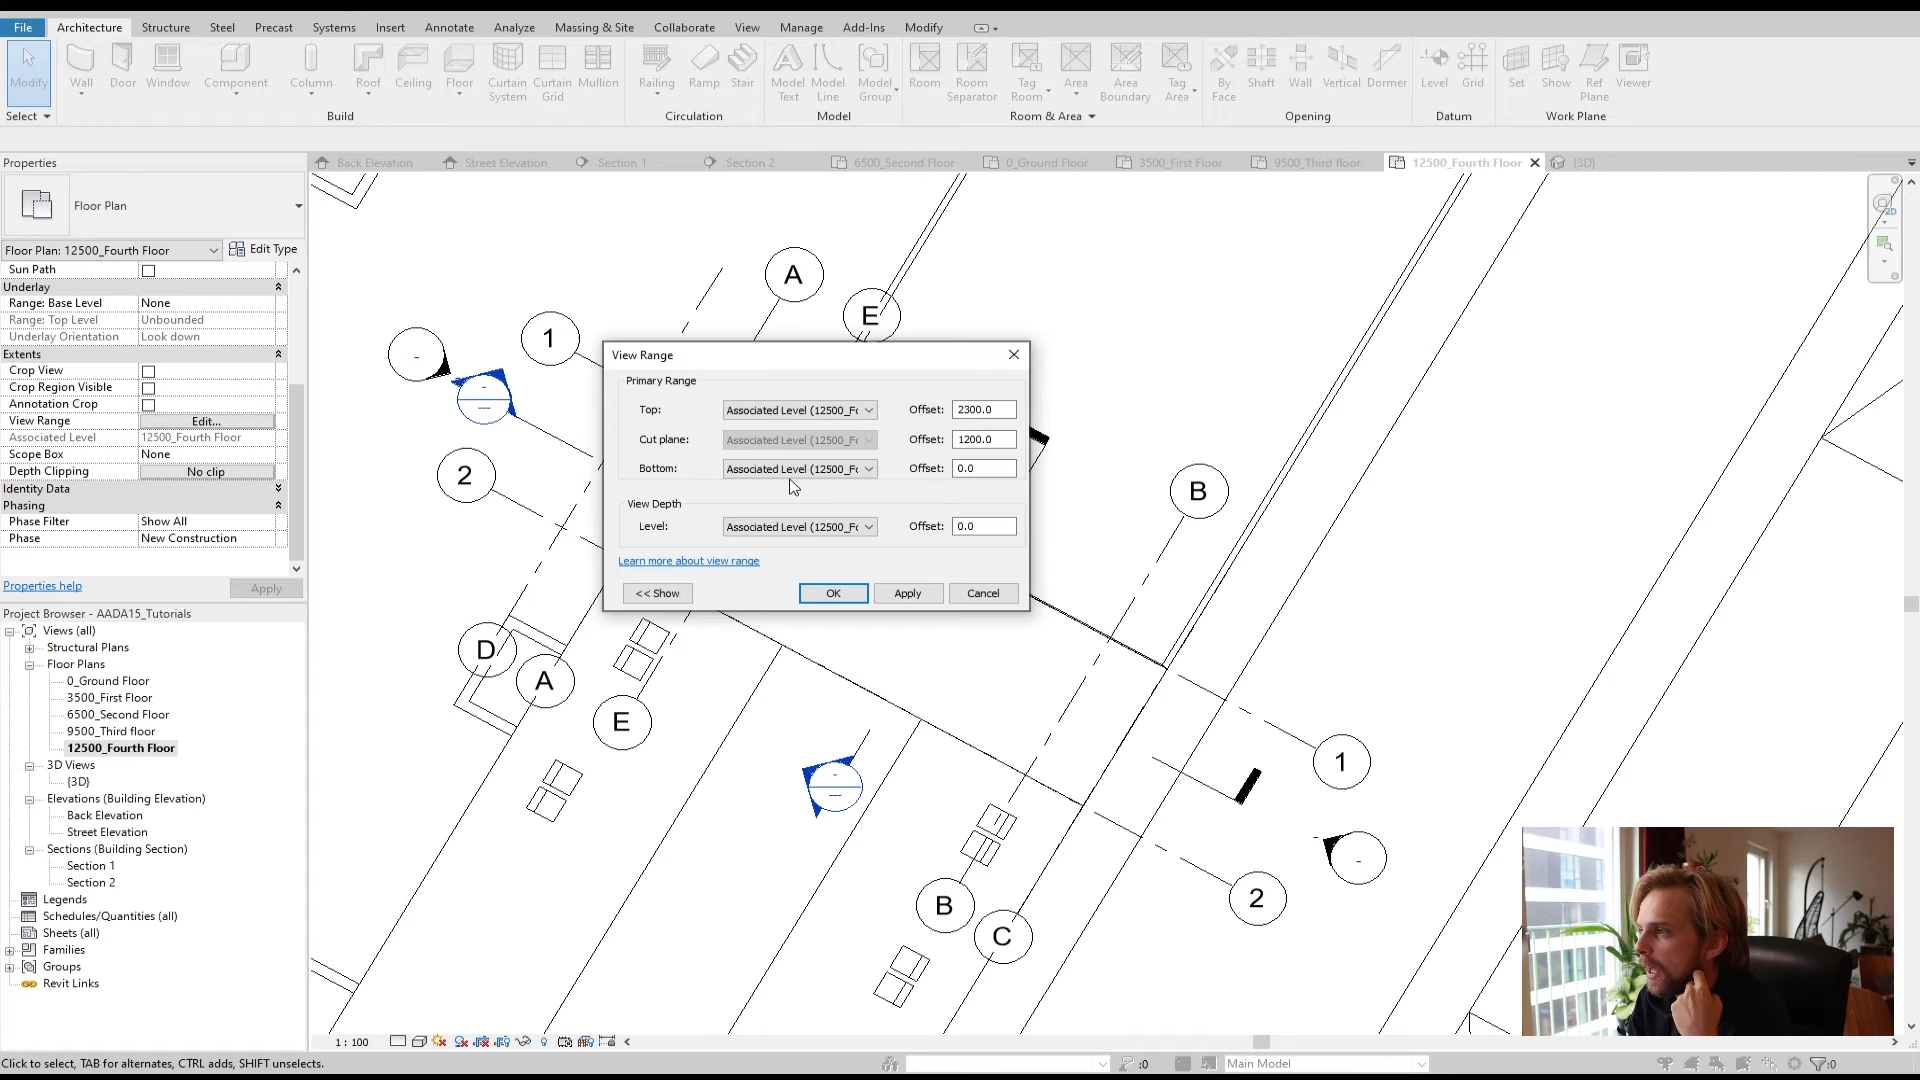 File Architecture Structure Steel Precast Systems Insert Annotate Analyze Massing & Site Collaborate View Manage Add-Ins Modify
Modify Wall Door Window Component Column Roof Ceiling Floor Curtain System Curtain Grid Mullion Railing Ramp Stair Model Text Model Line Model Group Room Room Separator Tag Room Area Area Boundary Tag Area By Face Shaft Wall Vertical Dormer Level Grid Set Show Ref Plane Viewer
Select Build Circulation Model Room & Area Opening Datum Work Plane
Properties
Back Elevation Street Elevation Section 1 Section 2 6500_Second Floor 0_Ground Floor 3500_First Floor 9500_Third floor 12500_Fourth Floor {3D}
Floor Plan
Floor Plan: 12500_Fourth Floor Edit Type
Sun Path
Underlay
Range: Base Level None
Range: Top Level Unbounded
Underlay Orientation Look down
Extents
Crop View
Crop Region Visible
Annotation Crop
View Range Edit...
Associated Level 12500_Fourth Floor
Scope Box None
Depth Clipping No clip
Identity Data
Phasing
Phase Filter Show All
Phase New Construction
Properties help Apply
Project Browser - AADA15_Tutorials
Views (all)
Structural Plans
Floor Plans
0_Ground Floor
3500_First Floor
6500_Second Floor
9500_Third floor
12500_Fourth Floor
3D Views
{3D}
Elevations (Building Elevation)
Back Elevation
Street Elevation
Sections (Building Section)
Section 1
Section 2
Legends
Schedules/Quantities (all)
Sheets (all)
Families
Groups
Revit Links
2D
A
E
1
2
View Range
Primary Range
Top: Associated Level (12500_Fo Offset: 2300.0
Cut plane: Associated Level (12500_Fo Offset: 1200.0
Bottom: Associated Level (12500_Fo Offset: 0.0
View Depth
Level: Associated Level (12500_Fo Offset: 0.0
Learn more about view range
<< Show OK Apply Cancel
B
D
A
E
1
2
B
C
1 : 100
Click to select, TAB for alternates, CTRL adds, SHIFT unselects.
:0 Main Model :0